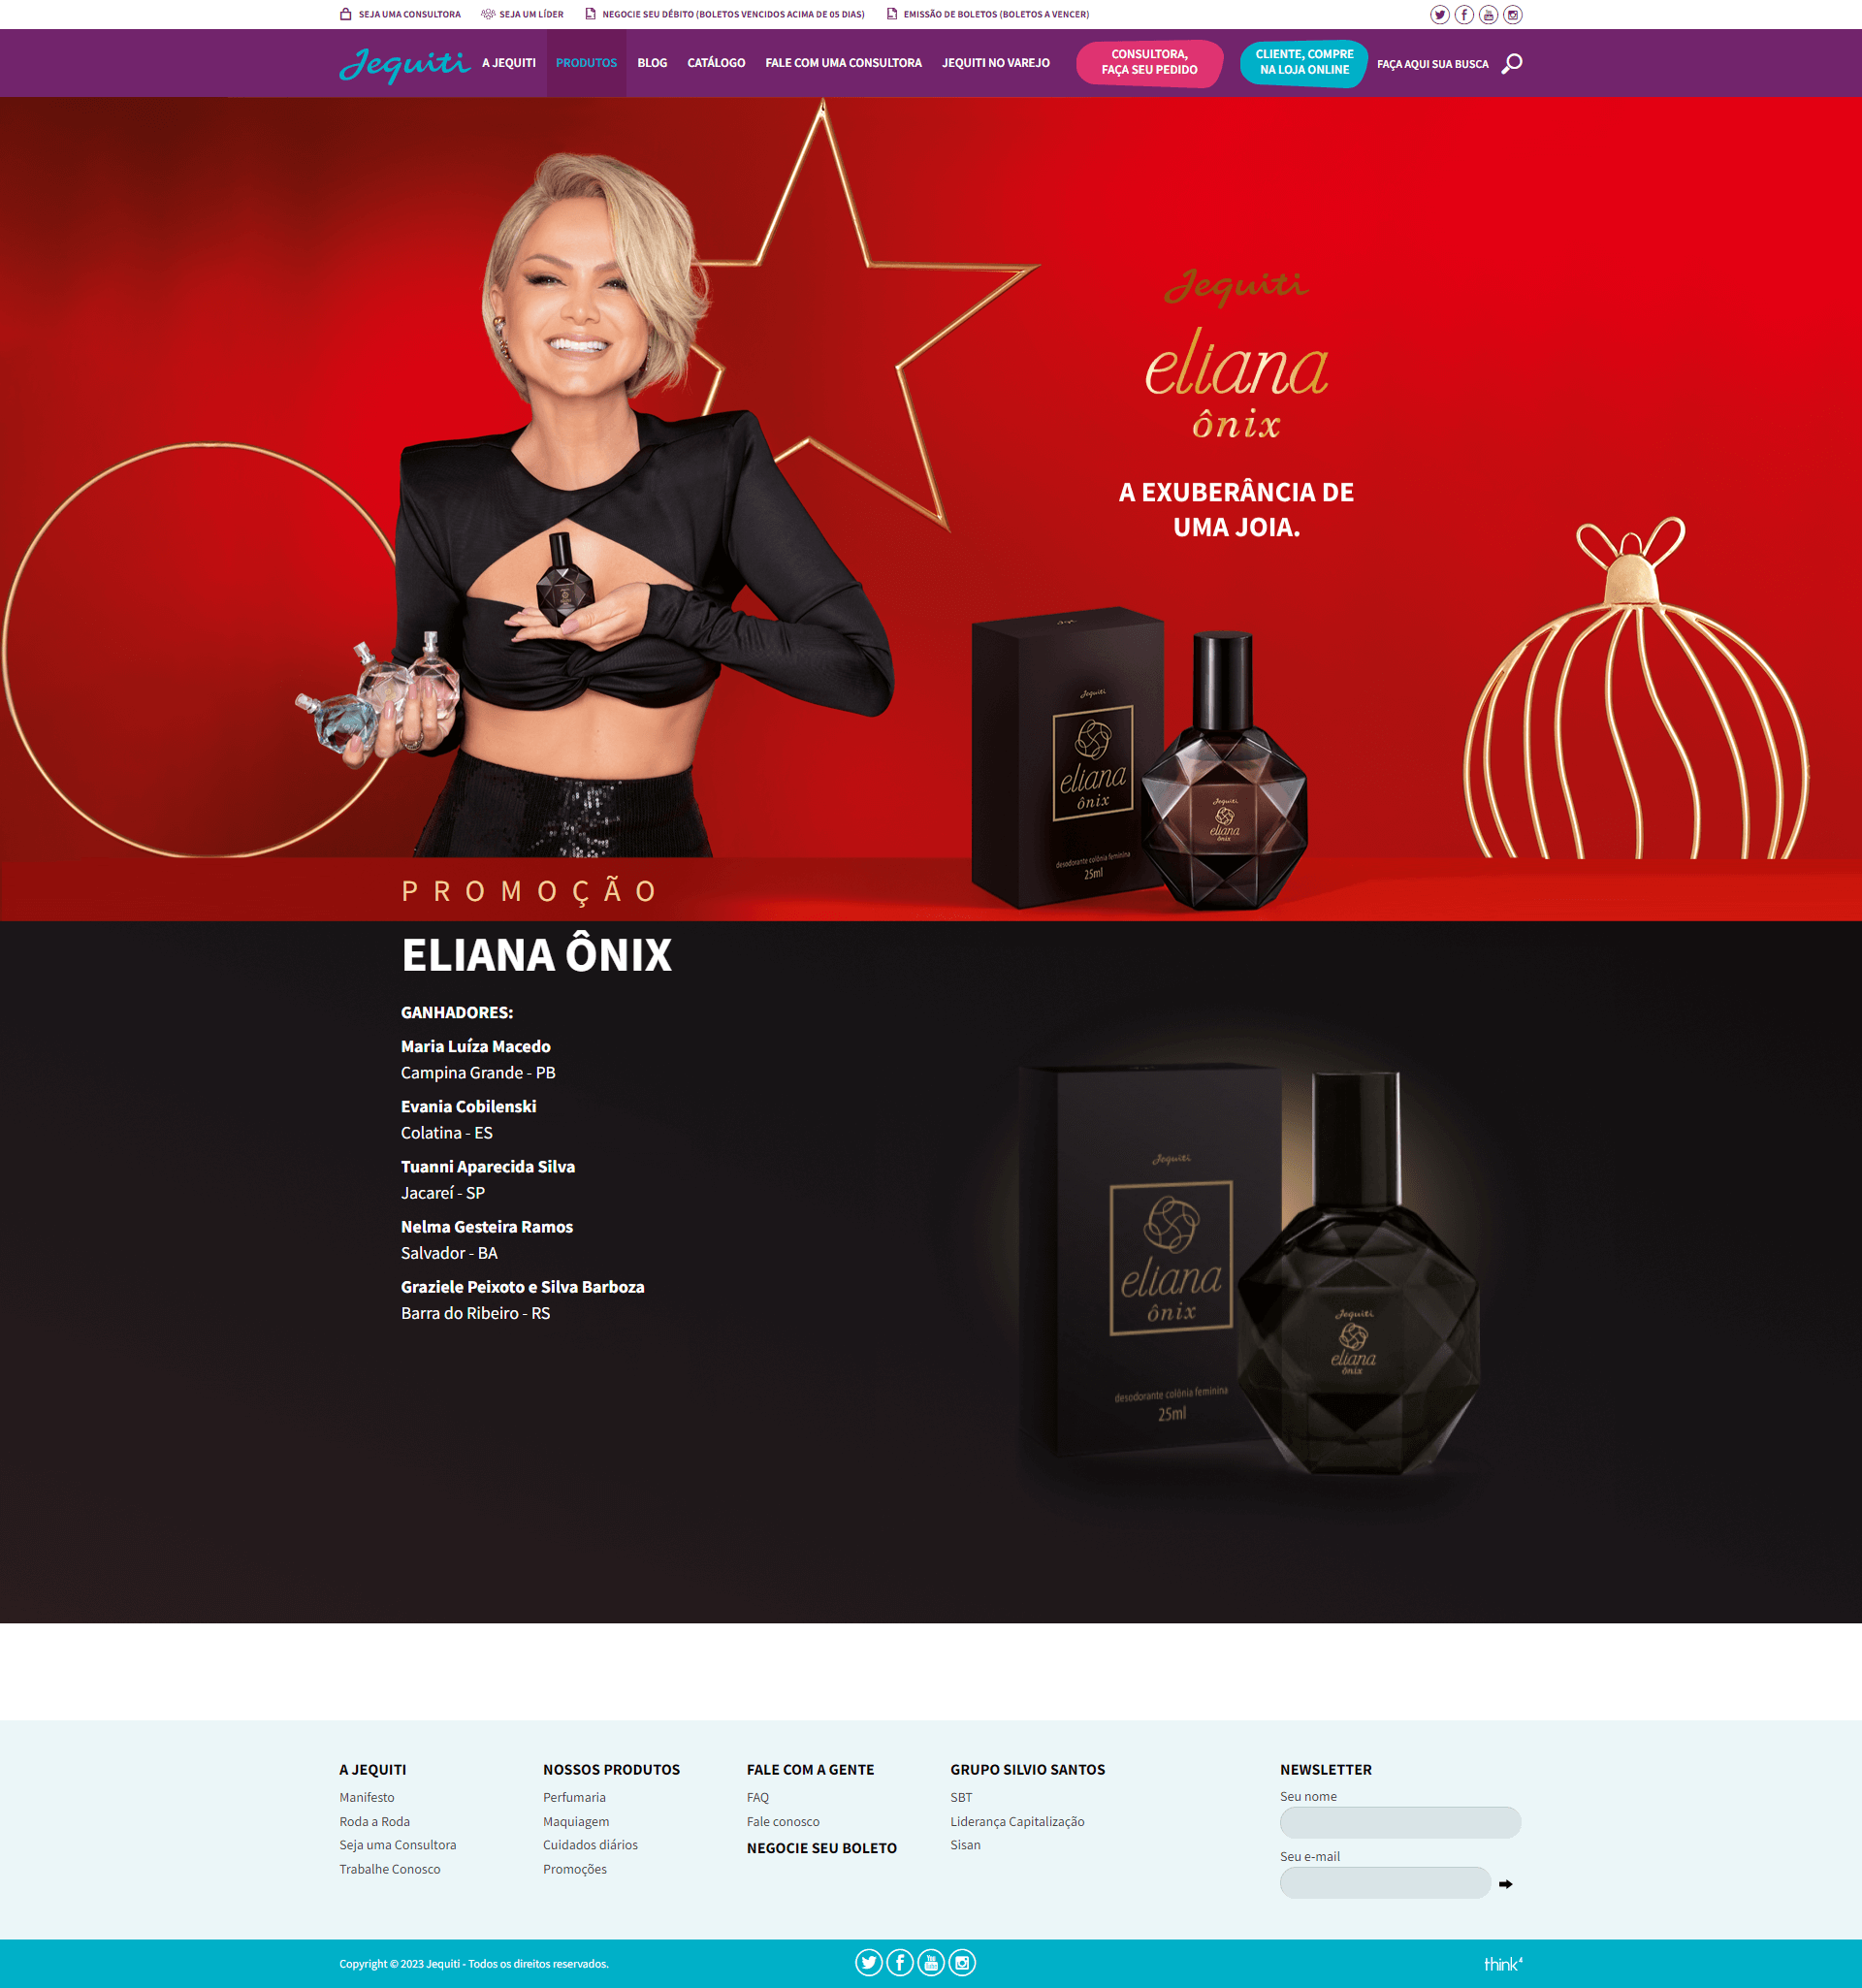 SEJA UMA CONSULTORA
SEJA UM LÍDER
NEGOCIE SEU DÉBITO (BOLETOS VENCIDOS ACIMA DE 05 DIAS)
EMISSÃO DE BOLETOS (BOLETOS A VENCER)
Jequiti
A JEQUITI
PRODUTOS
BLOG
CATÁLOGO
FALE COM UMA CONSULTORA
JEQUITI NO VAREJO
CONSULTORA,
FAÇA SEU PEDIDO
CLIENTE, COMPRE
NA LOJA ONLINE
FAÇA AQUI SUA BUSCA
Jequiti
eliana
ônix
A EXUBERÂNCIA DE
UMA JOIA.
Jequiti
eliana
ônix
desodorante colônia feminina
25ml
Jequiti
eliana
ônix
PROMOÇÃO
ELIANA ÔNIX
GANHADORES:
Maria Luíza Macedo
Campina Grande - PB
Evania Cobilenski
Colatina - ES
Tuanni Aparecida Silva
Jacareí - SP
Nelma Gesteira Ramos
Salvador - BA
Graziele Peixoto e Silva Barboza
Barra do Ribeiro - RS
Jequiti
eliana
ônix
desodorante colônia feminina
25ml
Jequiti
eliana
ônix
A JEQUITI
Manifesto
Roda a Roda
Seja uma Consultora
Trabalhe Conosco
NOSSOS PRODUTOS
Perfumaria
Maquiagem
Cuidados diários
Promoções
FALE COM A GENTE
FAQ
Fale conosco
NEGOCIE SEU BOLETO
GRUPO SILVIO SANTOS
SBT
Liderança Capitalização
Sisan
NEWSLETTER
Seu nome
Seu e-mail
Copyright © 2023 Jequiti - Todos os direitos reservados.
think